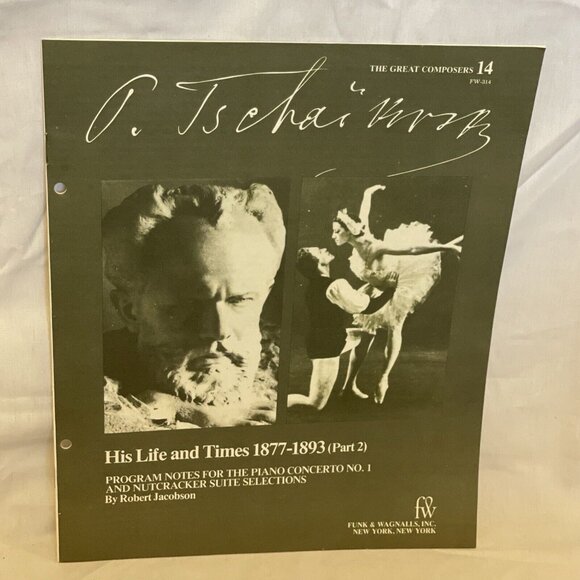 THE GREAT COMPOSERS 14
FW-314
P. Tschaïkovsky
His Life and Times 1877-1893 (Part 2)
PROGRAM NOTES FOR THE PIANO CONCERTO NO. 1
AND NUTCRACKER SUITE SELECTIONS
By Robert Jacobson
fw
FUNK & WAGNALLS, INC.
NEW YORK, NEW YORK